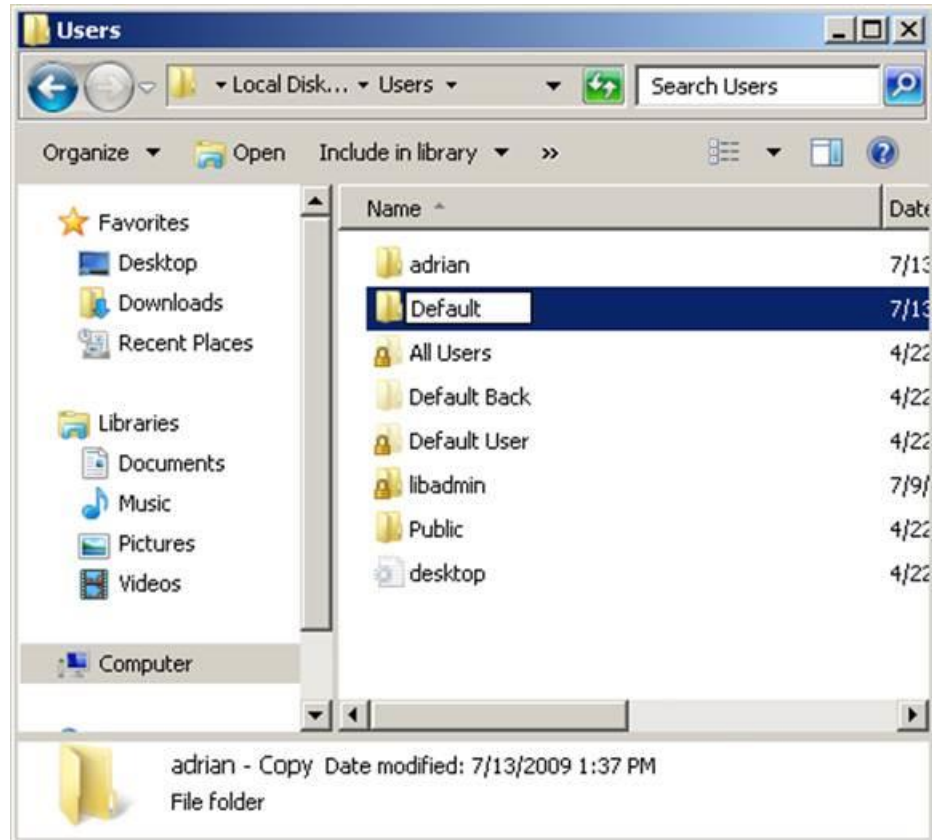 Users
Local Disk... Users
Search Users
Organize Open Include in library »
Favorites
Desktop
Downloads
Recent Places
Libraries
Documents
Music
Pictures
Videos
Computer
Name Date
adrian 7/13
Default 7/13
All Users 4/22
Default Back 4/22
Default User 4/22
libadmin 7/9/
Public 4/22
desktop 4/22
adrian - Copy Date modified: 7/13/2009 1:37 PM
File folder